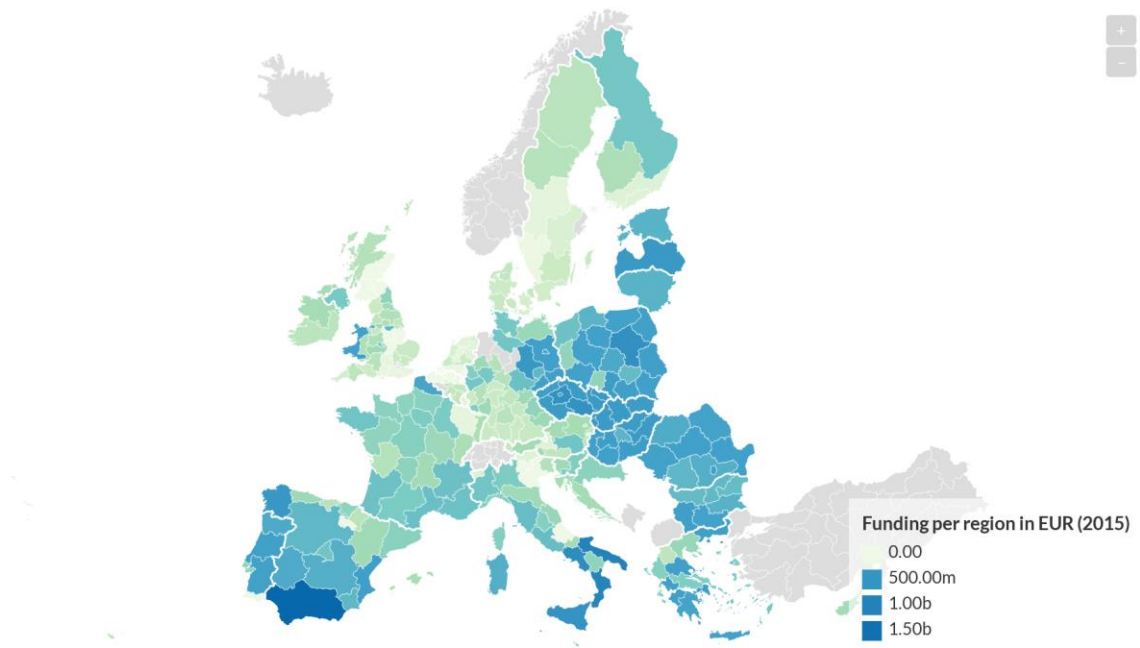 +
−
Funding per region in EUR (2015)
0.00
500.00m
1.00b
1.50b